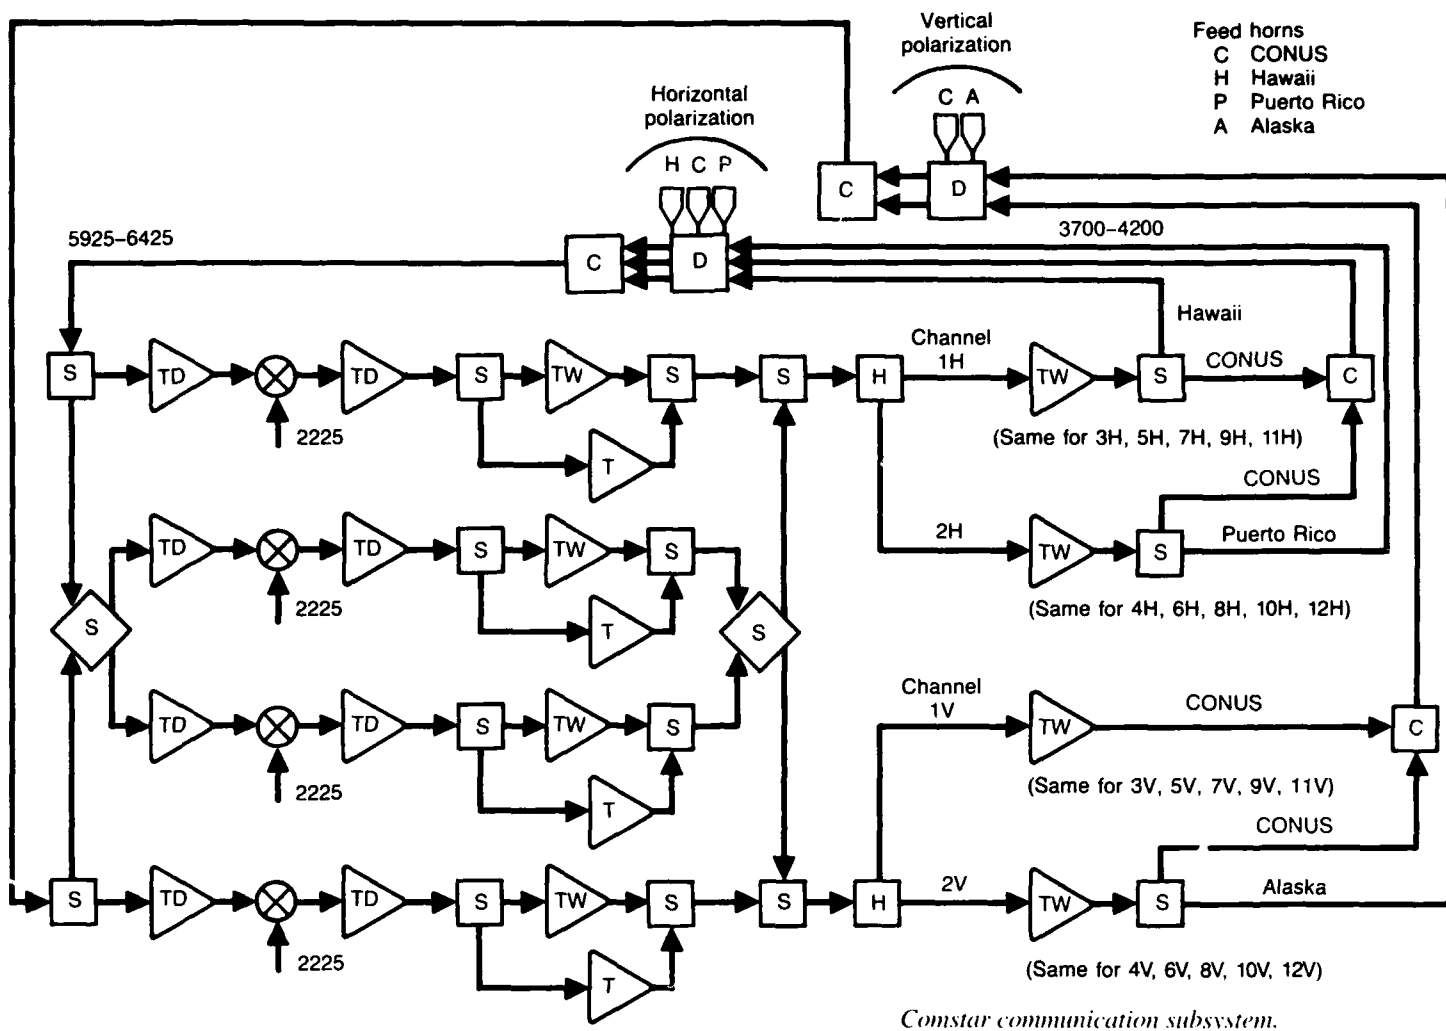 Vertical
polarization
C A
Feed horns
C CONUS
H Hawaii
P Puerto Rico
A Alaska
Horizontal
polarization
H C P
C D
5925–6425
3700–4200
C D
Hawaii
S TD TD S TW S S H
Channel
1H
TW S CONUS C
2225
T
(Same for 3H, 5H, 7H, 9H, 11H)
CONUS
TD TD S TW S
2H TW S Puerto Rico
2225
T
(Same for 4H, 6H, 8H, 10H, 12H)
S S
TD TD S TW S
Channel
1V
TW CONUS C
2225
T
(Same for 3V, 5V, 7V, 9V, 11V)
CONUS
S TD TD S TW S S H
2V TW S Alaska
2225
T
(Same for 4V, 6V, 8V, 10V, 12V)
Comstar communication subsystem.